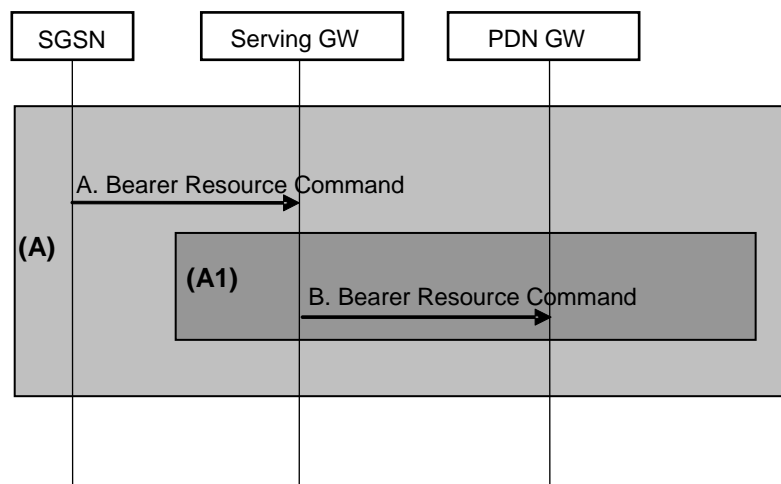 SGSN
Serving GW
PDN GW
A. Bearer Resource Command
(A)
(A1)
B. Bearer Resource Command